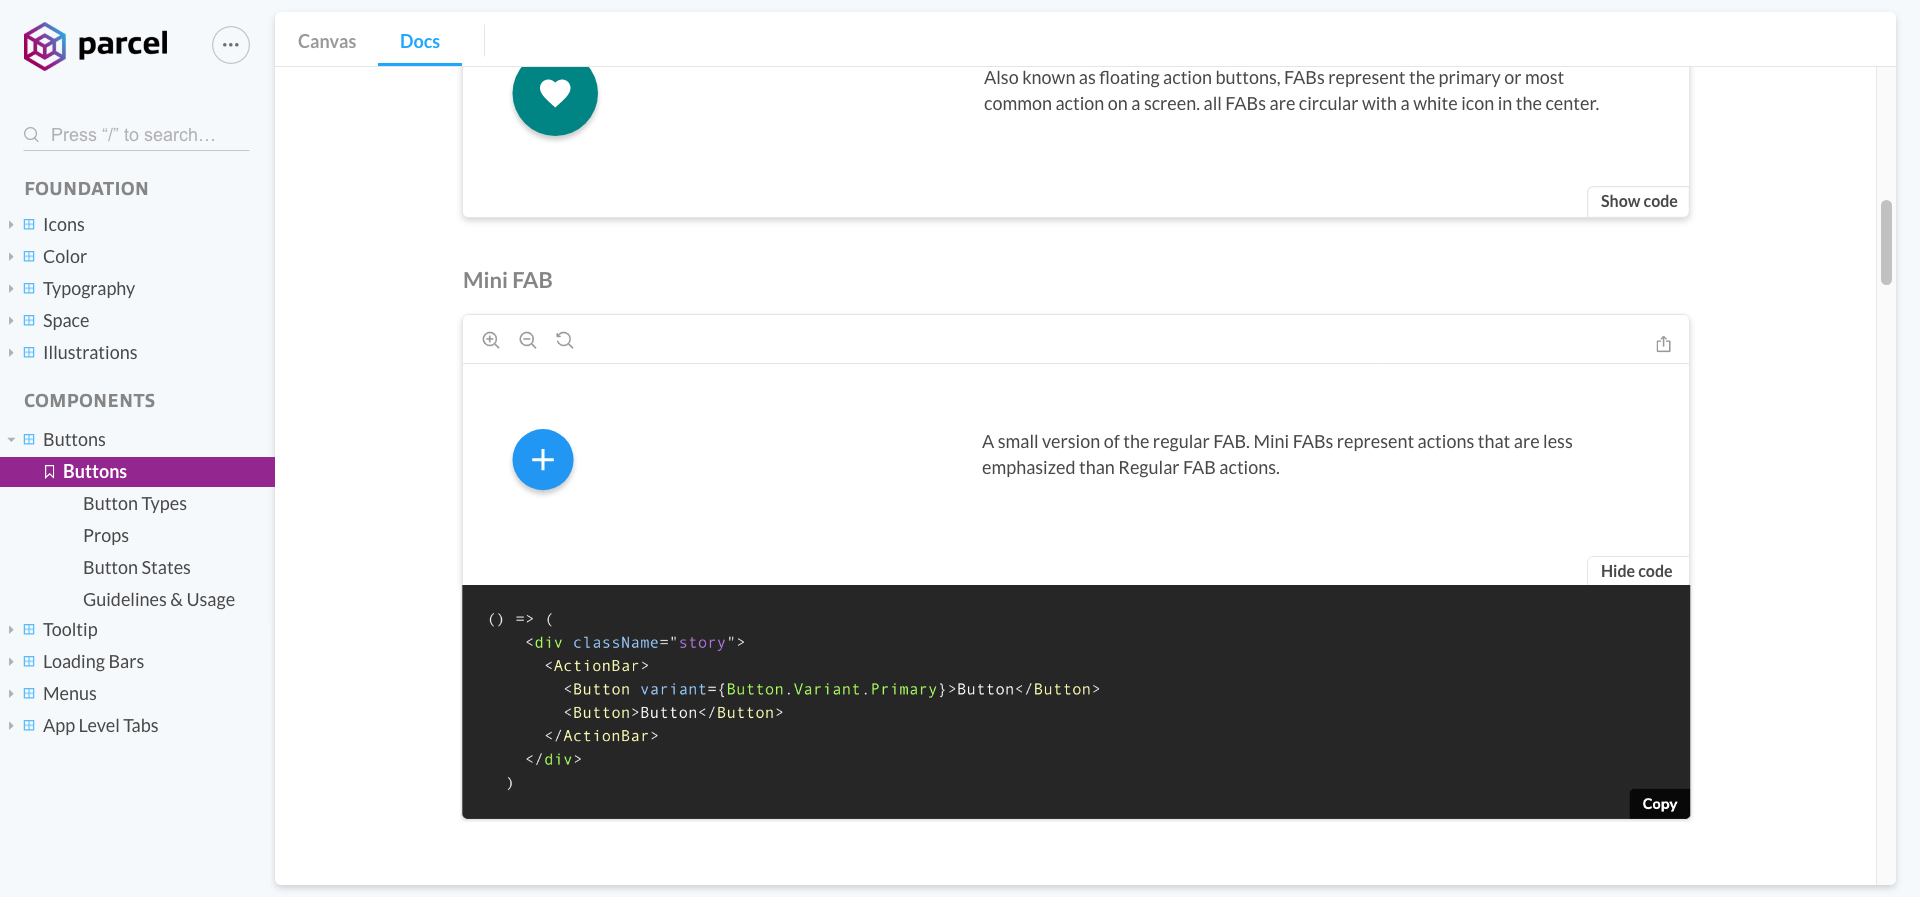 parcel
Canvas
Docs
Press “/” to search…
FOUNDATION
Icons
Color
Typography
Space
Illustrations
COMPONENTS
Buttons
Buttons
Button Types
Props
Button States
Guidelines & Usage
Tooltip
Loading Bars
Menus
App Level Tabs
Also known as floating action buttons, FABs represent the primary or most
common action on a screen. all FABs are circular with a white icon in the center.
Show code
Mini FAB
A small version of the regular FAB. Mini FABs represent actions that are less
emphasized than Regular FAB actions.
Hide code
() => (
<div className="story">
<ActionBar>
<Button variant={Button.Variant.Primary}>Button</Button>
<Button>Button</Button>
</ActionBar>
</div>
)
Copy